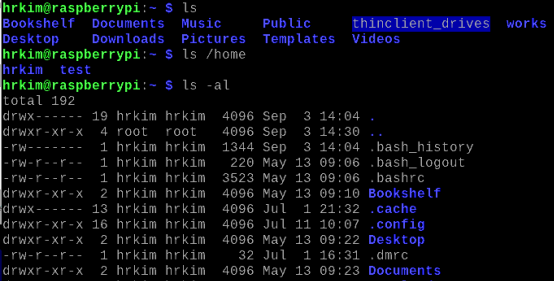 hrkim@raspberrypi:~ $ ls
Bookshelf  Documents  Music     Public     thinclient_drives  works
Desktop    Downloads  Pictures  Templates  Videos
hrkim@raspberrypi:~ $ ls /home
hrkim  test
hrkim@raspberrypi:~ $ ls -al
total 192
drwx------ 19 hrkim hrkim  4096 Sep  3 14:04 .
drwxr-xr-x  4 root  root   4096 Sep  3 14:30 ..
-rw-------  1 hrkim hrkim  1344 Sep  3 14:04 .bash_history
-rw-r--r--  1 hrkim hrkim   220 May 13 09:06 .bash_logout
-rw-r--r--  1 hrkim hrkim  3523 May 13 09:06 .bashrc
drwxr-xr-x  2 hrkim hrkim  4096 May 13 09:10 Bookshelf
drwx------ 13 hrkim hrkim  4096 Jul  1 21:32 .cache
drwxr-xr-x 16 hrkim hrkim  4096 Jul 11 10:07 .config
drwxr-xr-x  2 hrkim hrkim  4096 May 13 09:22 Desktop
-rw-r--r--  1 hrkim hrkim    32 Jul  1 16:31 .dmrc
drwxr-xr-x  2 hrkim hrkim  4096 May 13 09:23 Documents